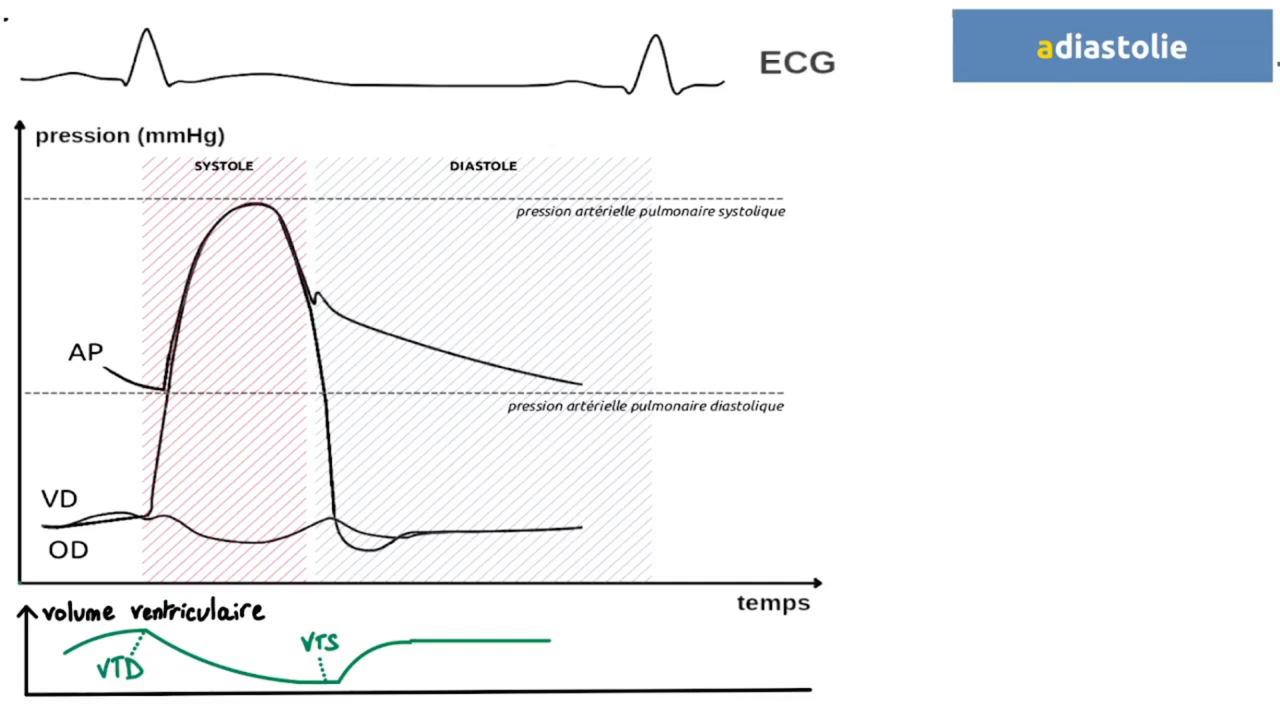 ECG
adiastolie
pression (mmHg)
SYSTOLE
DIASTOLE
pression artérielle pulmonaire systolique
AP
pression artérielle pulmonaire diastolique
VD
OD
temps
volume ventriculaire
VTD
VTS